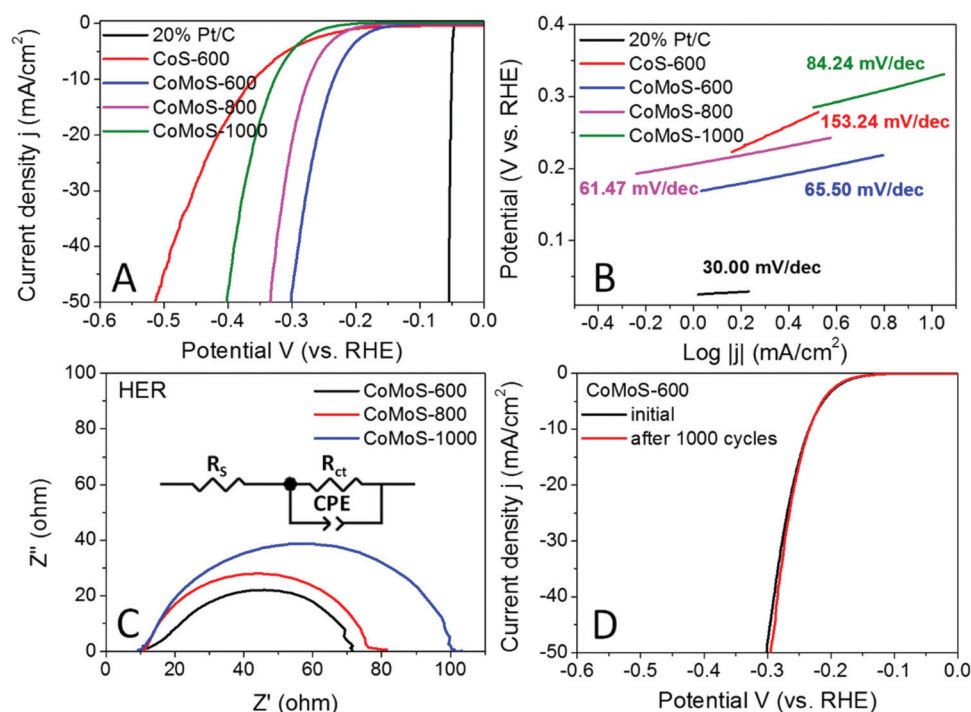 0
-10
-20
-30
-40
-50
Current density j (mA/cm²)
20% Pt/C
CoS-600
CoMoS-600
CoMoS-800
CoMoS-1000
A
-0.6 -0.5 -0.4 -0.3 -0.2 -0.1 0.0
Potential V (vs. RHE)
0.4
0.3
0.2
0.1
Potential (V vs. RHE)
20% Pt/C
CoS-600
CoMoS-600
CoMoS-800
CoMoS-1000
84.24 mV/dec
153.24 mV/dec
61.47 mV/dec
65.50 mV/dec
30.00 mV/dec
B
-0.4 -0.2 0.0 0.2 0.4 0.6 0.8 1.0
Log |j| (mA/cm²)
100
80
60
40
20
0
Z'' (ohm)
HER
CoMoS-600
CoMoS-800
CoMoS-1000
RS
Rct
CPE
C
0 20 40 60 80 100
Z' (ohm)
0
-10
-20
-30
-40
-50
Current density j (mA/cm²)
CoMoS-600
initial
after 1000 cycles
D
-0.5 -0.4 -0.3 -0.2 -0.1 0.0
Potential V (vs. RHE)